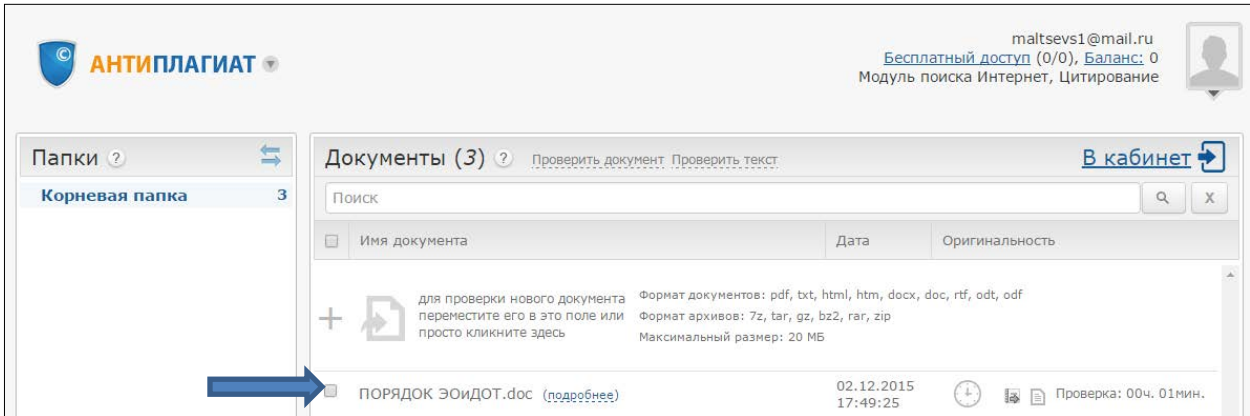 ©
АНТИПЛАГИАТ
maltsevs1@mail.ru
Бесплатный доступ (0/0), Баланс: 0
Модуль поиска Интернет, Цитирование
Папки ?
Корневая папка 3
Документы (3) ? Проверить документ Проверить текст В кабинет
Поиск X
Имя документа Дата Оригинальность
для проверки нового документа
переместите его в это поле или
просто кликните здесь
Формат документов: pdf, txt, html, htm, docx, doc, rtf, odt, odf
Формат архивов: 7z, tar, gz, bz2, rar, zip
Максимальный размер: 20 МБ
ПОРЯДОК ЭОиДОТ.doc (подробнее) 02.12.2015
17:49:25
Проверка: 00ч. 01мин.